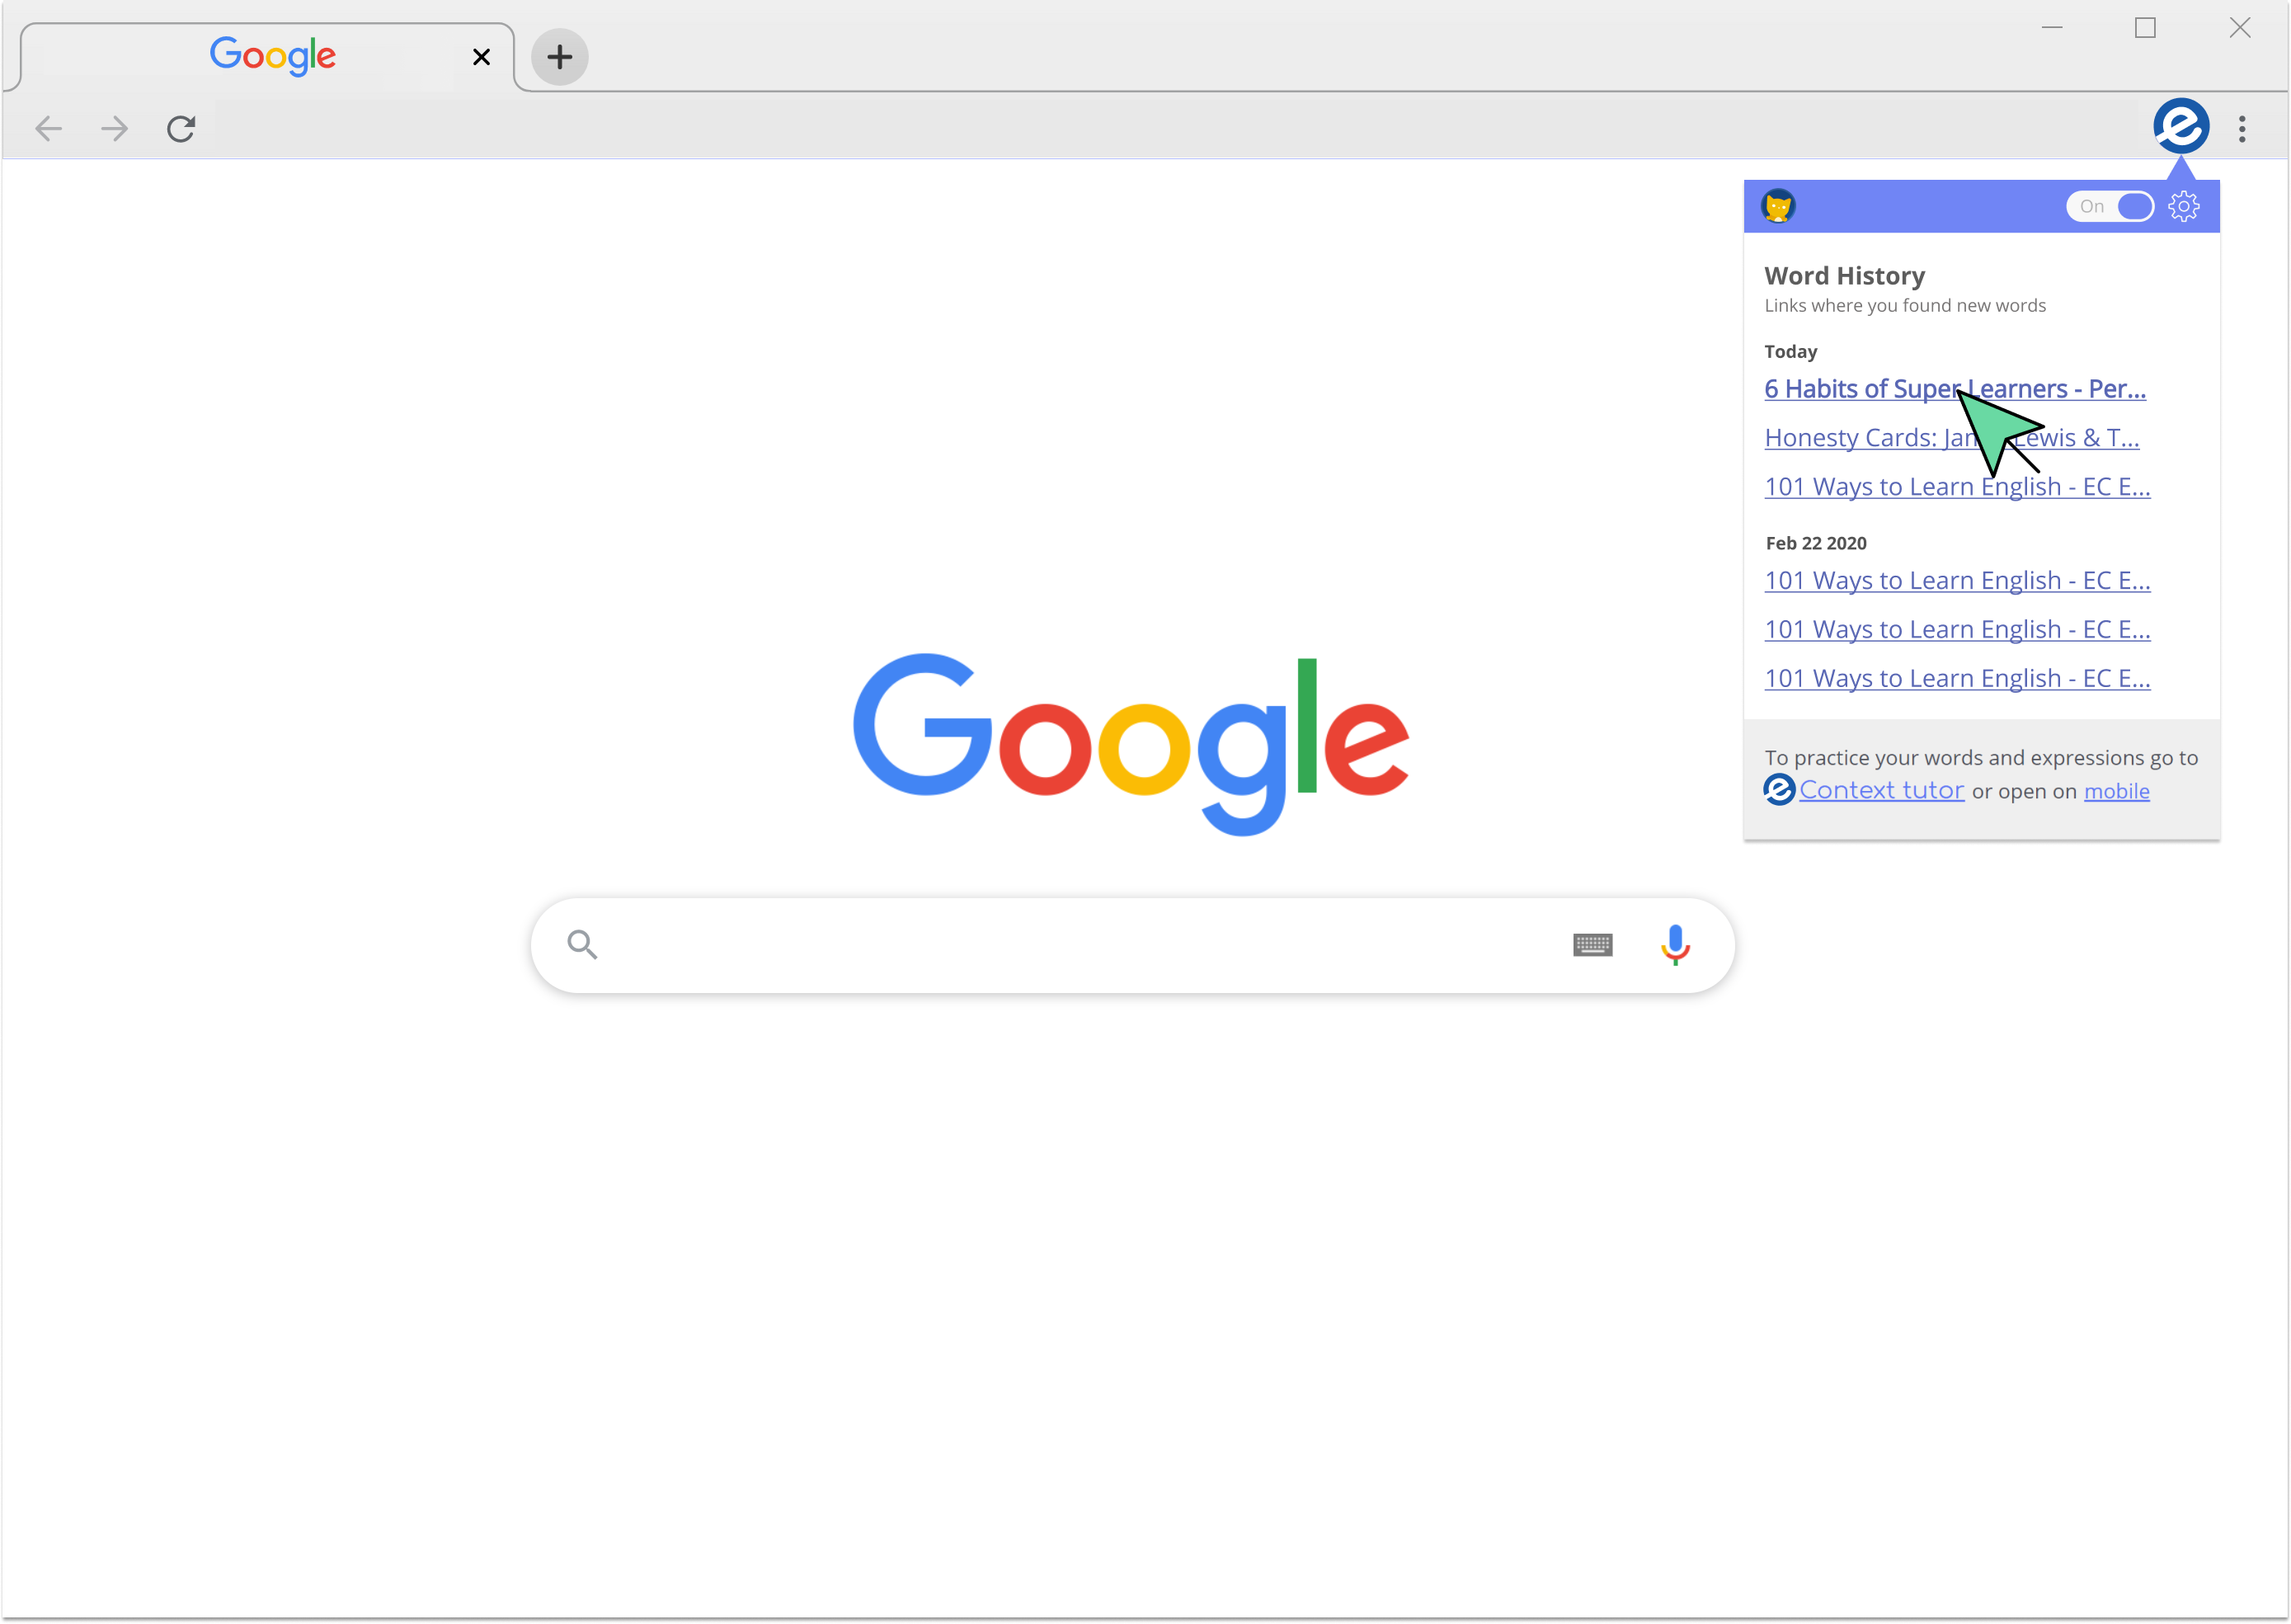 Google
On
Word History
Links where you found new words
Today
6 Habits of Super Learners - Per...
Honesty Cards: Lewis & T...
101 Ways to Learn English - EC E...
Feb 22 2020
101 Ways to Learn English - EC E...
101 Ways to Learn English - EC E...
101 Ways to Learn English - EC E...
Google
To practice your words and expressions go to
e Context tutor or open on mobile